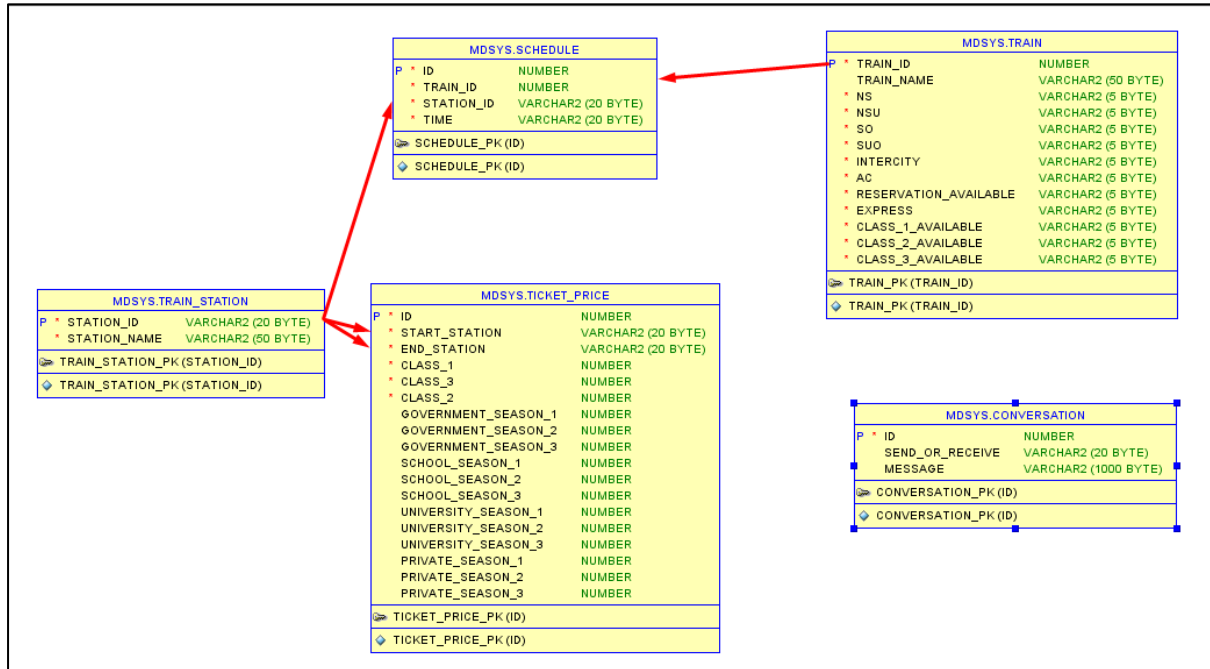 MDSYS.SCHEDULE
P * ID NUMBER
* TRAIN_ID NUMBER
* STATION_ID VARCHAR2 (20 BYTE)
* TIME VARCHAR2 (20 BYTE)
SCHEDULE_PK (ID)
SCHEDULE_PK (ID)
MDSYS.TRAIN
P * TRAIN_ID NUMBER
TRAIN_NAME VARCHAR2 (50 BYTE)
* NS VARCHAR2 (5 BYTE)
* NSU VARCHAR2 (5 BYTE)
* SO VARCHAR2 (5 BYTE)
* SUO VARCHAR2 (5 BYTE)
* INTERCITY VARCHAR2 (5 BYTE)
* AC VARCHAR2 (5 BYTE)
* RESERVATION_AVAILABLE VARCHAR2 (5 BYTE)
* EXPRESS VARCHAR2 (5 BYTE)
* CLASS_1_AVAILABLE VARCHAR2 (5 BYTE)
* CLASS_2_AVAILABLE VARCHAR2 (5 BYTE)
* CLASS_3_AVAILABLE VARCHAR2 (5 BYTE)
TRAIN_PK (TRAIN_ID)
TRAIN_PK (TRAIN_ID)
MDSYS.TRAIN_STATION
P * STATION_ID VARCHAR2 (20 BYTE)
* STATION_NAME VARCHAR2 (50 BYTE)
TRAIN_STATION_PK (STATION_ID)
TRAIN_STATION_PK (STATION_ID)
MDSYS.TICKET_PRICE
P * ID NUMBER
* START_STATION VARCHAR2 (20 BYTE)
* END_STATION VARCHAR2 (20 BYTE)
* CLASS_1 NUMBER
* CLASS_3 NUMBER
* CLASS_2 NUMBER
GOVERNMENT_SEASON_1 NUMBER
GOVERNMENT_SEASON_2 NUMBER
GOVERNMENT_SEASON_3 NUMBER
SCHOOL_SEASON_1 NUMBER
SCHOOL_SEASON_2 NUMBER
SCHOOL_SEASON_3 NUMBER
UNIVERSITY_SEASON_1 NUMBER
UNIVERSITY_SEASON_2 NUMBER
UNIVERSITY_SEASON_3 NUMBER
PRIVATE_SEASON_1 NUMBER
PRIVATE_SEASON_2 NUMBER
PRIVATE_SEASON_3 NUMBER
TICKET_PRICE_PK (ID)
TICKET_PRICE_PK (ID)
MDSYS.CONVERSATION
P * ID NUMBER
SEND_OR_RECEIVE VARCHAR2 (20 BYTE)
MESSAGE VARCHAR2 (1000 BYTE)
CONVERSATION_PK (ID)
CONVERSATION_PK (ID)